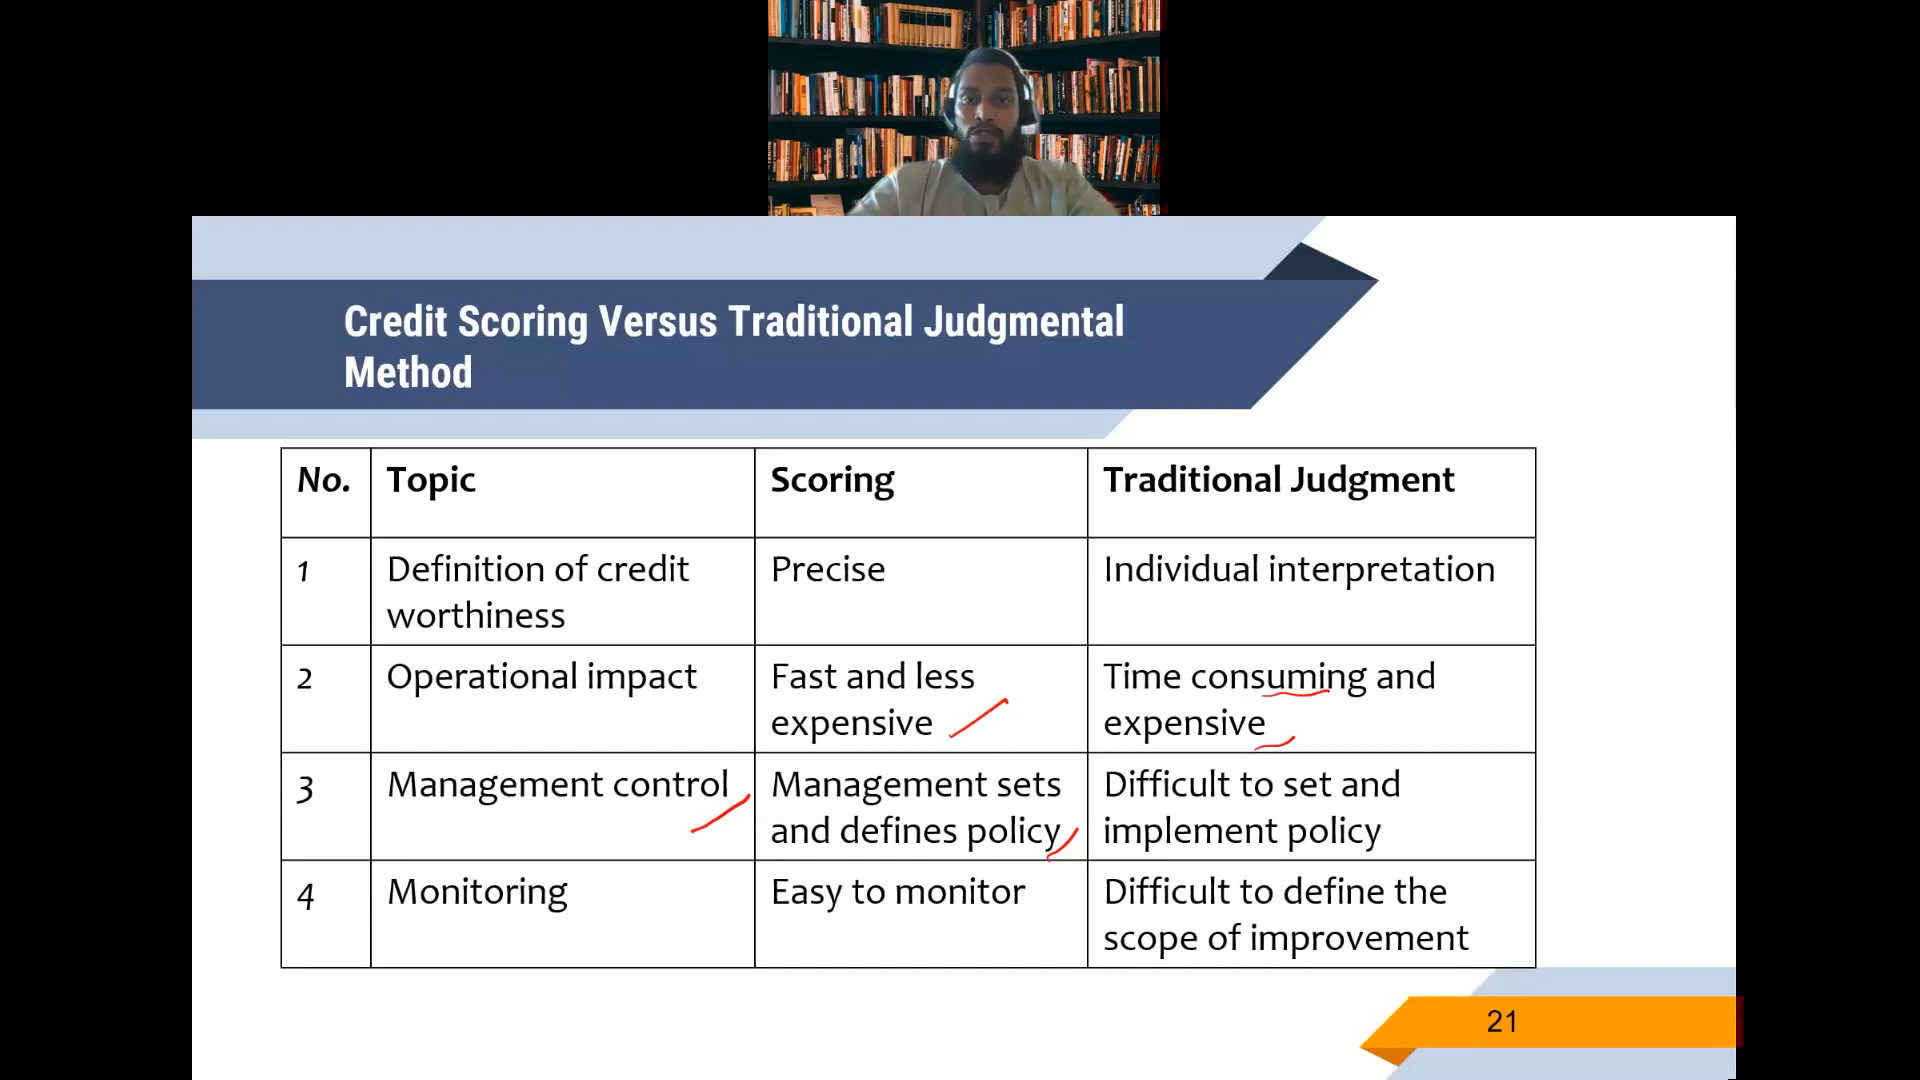 Credit Scoring Versus Traditional Judgmental
Method
No. Topic Scoring Traditional Judgment
1 Definition of credit worthiness Precise Individual interpretation
2 Operational impact Fast and less expensive Time consuming and expensive
3 Management control Management sets and defines policy Difficult to set and implement policy
4 Monitoring Easy to monitor Difficult to define the scope of improvement
21